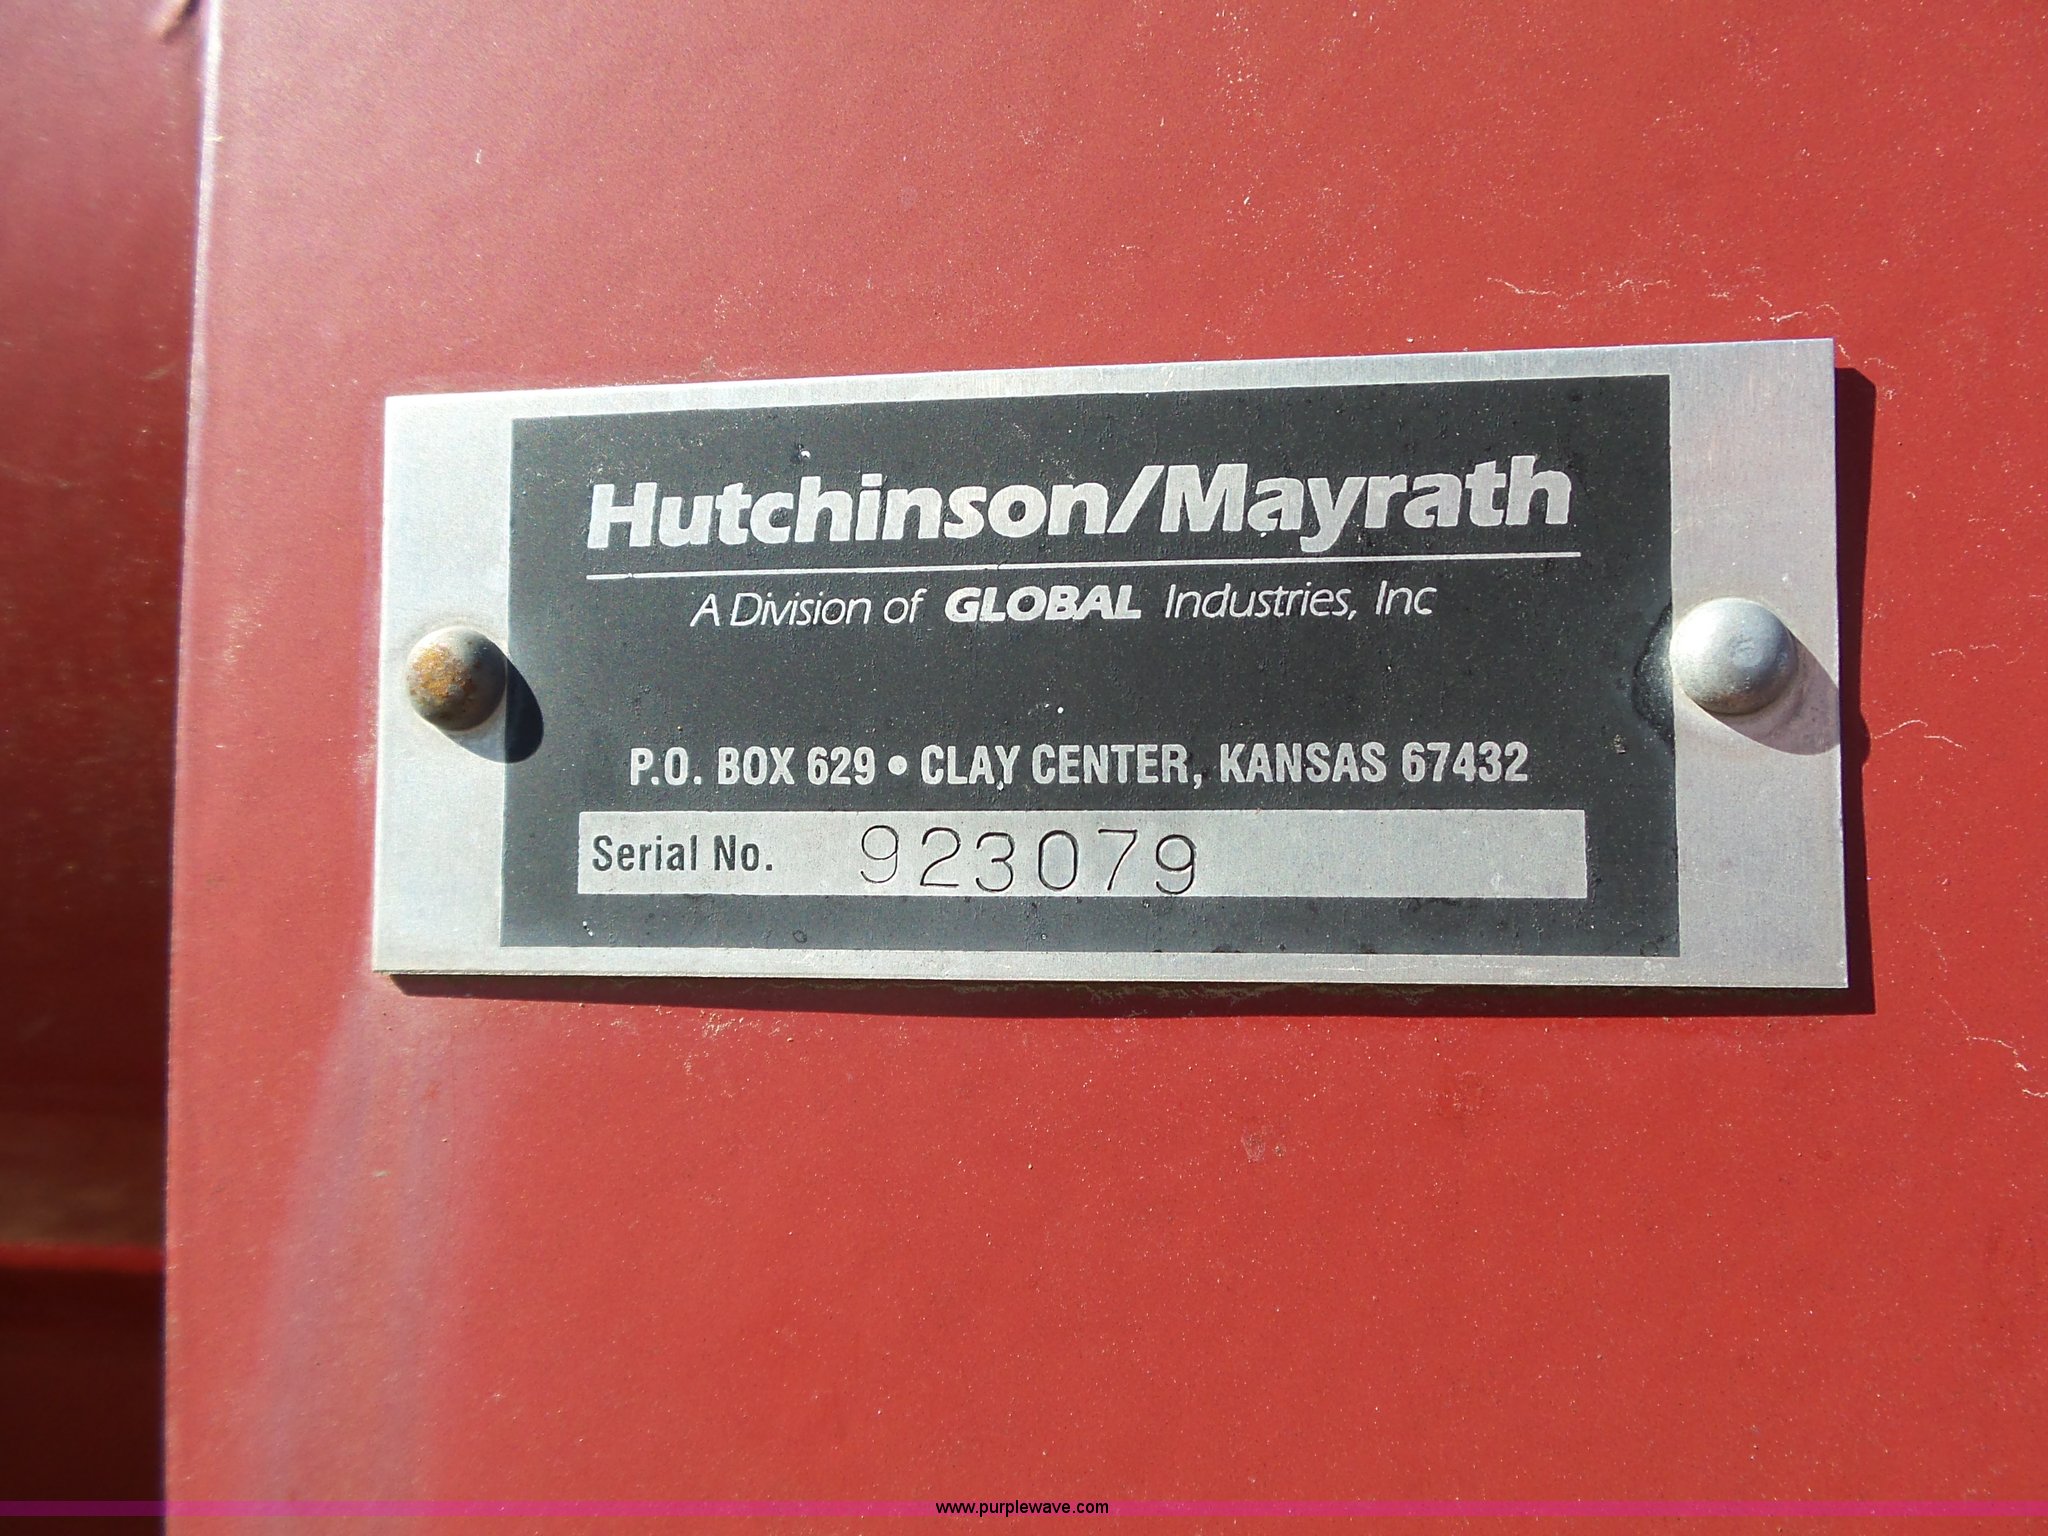 Hutchinson/Mayrath
A Division of GLOBAL Industries, Inc
P.O. BOX 629 • CLAY CENTER, KANSAS 67432
Serial No. 923079
www.purplewave.com